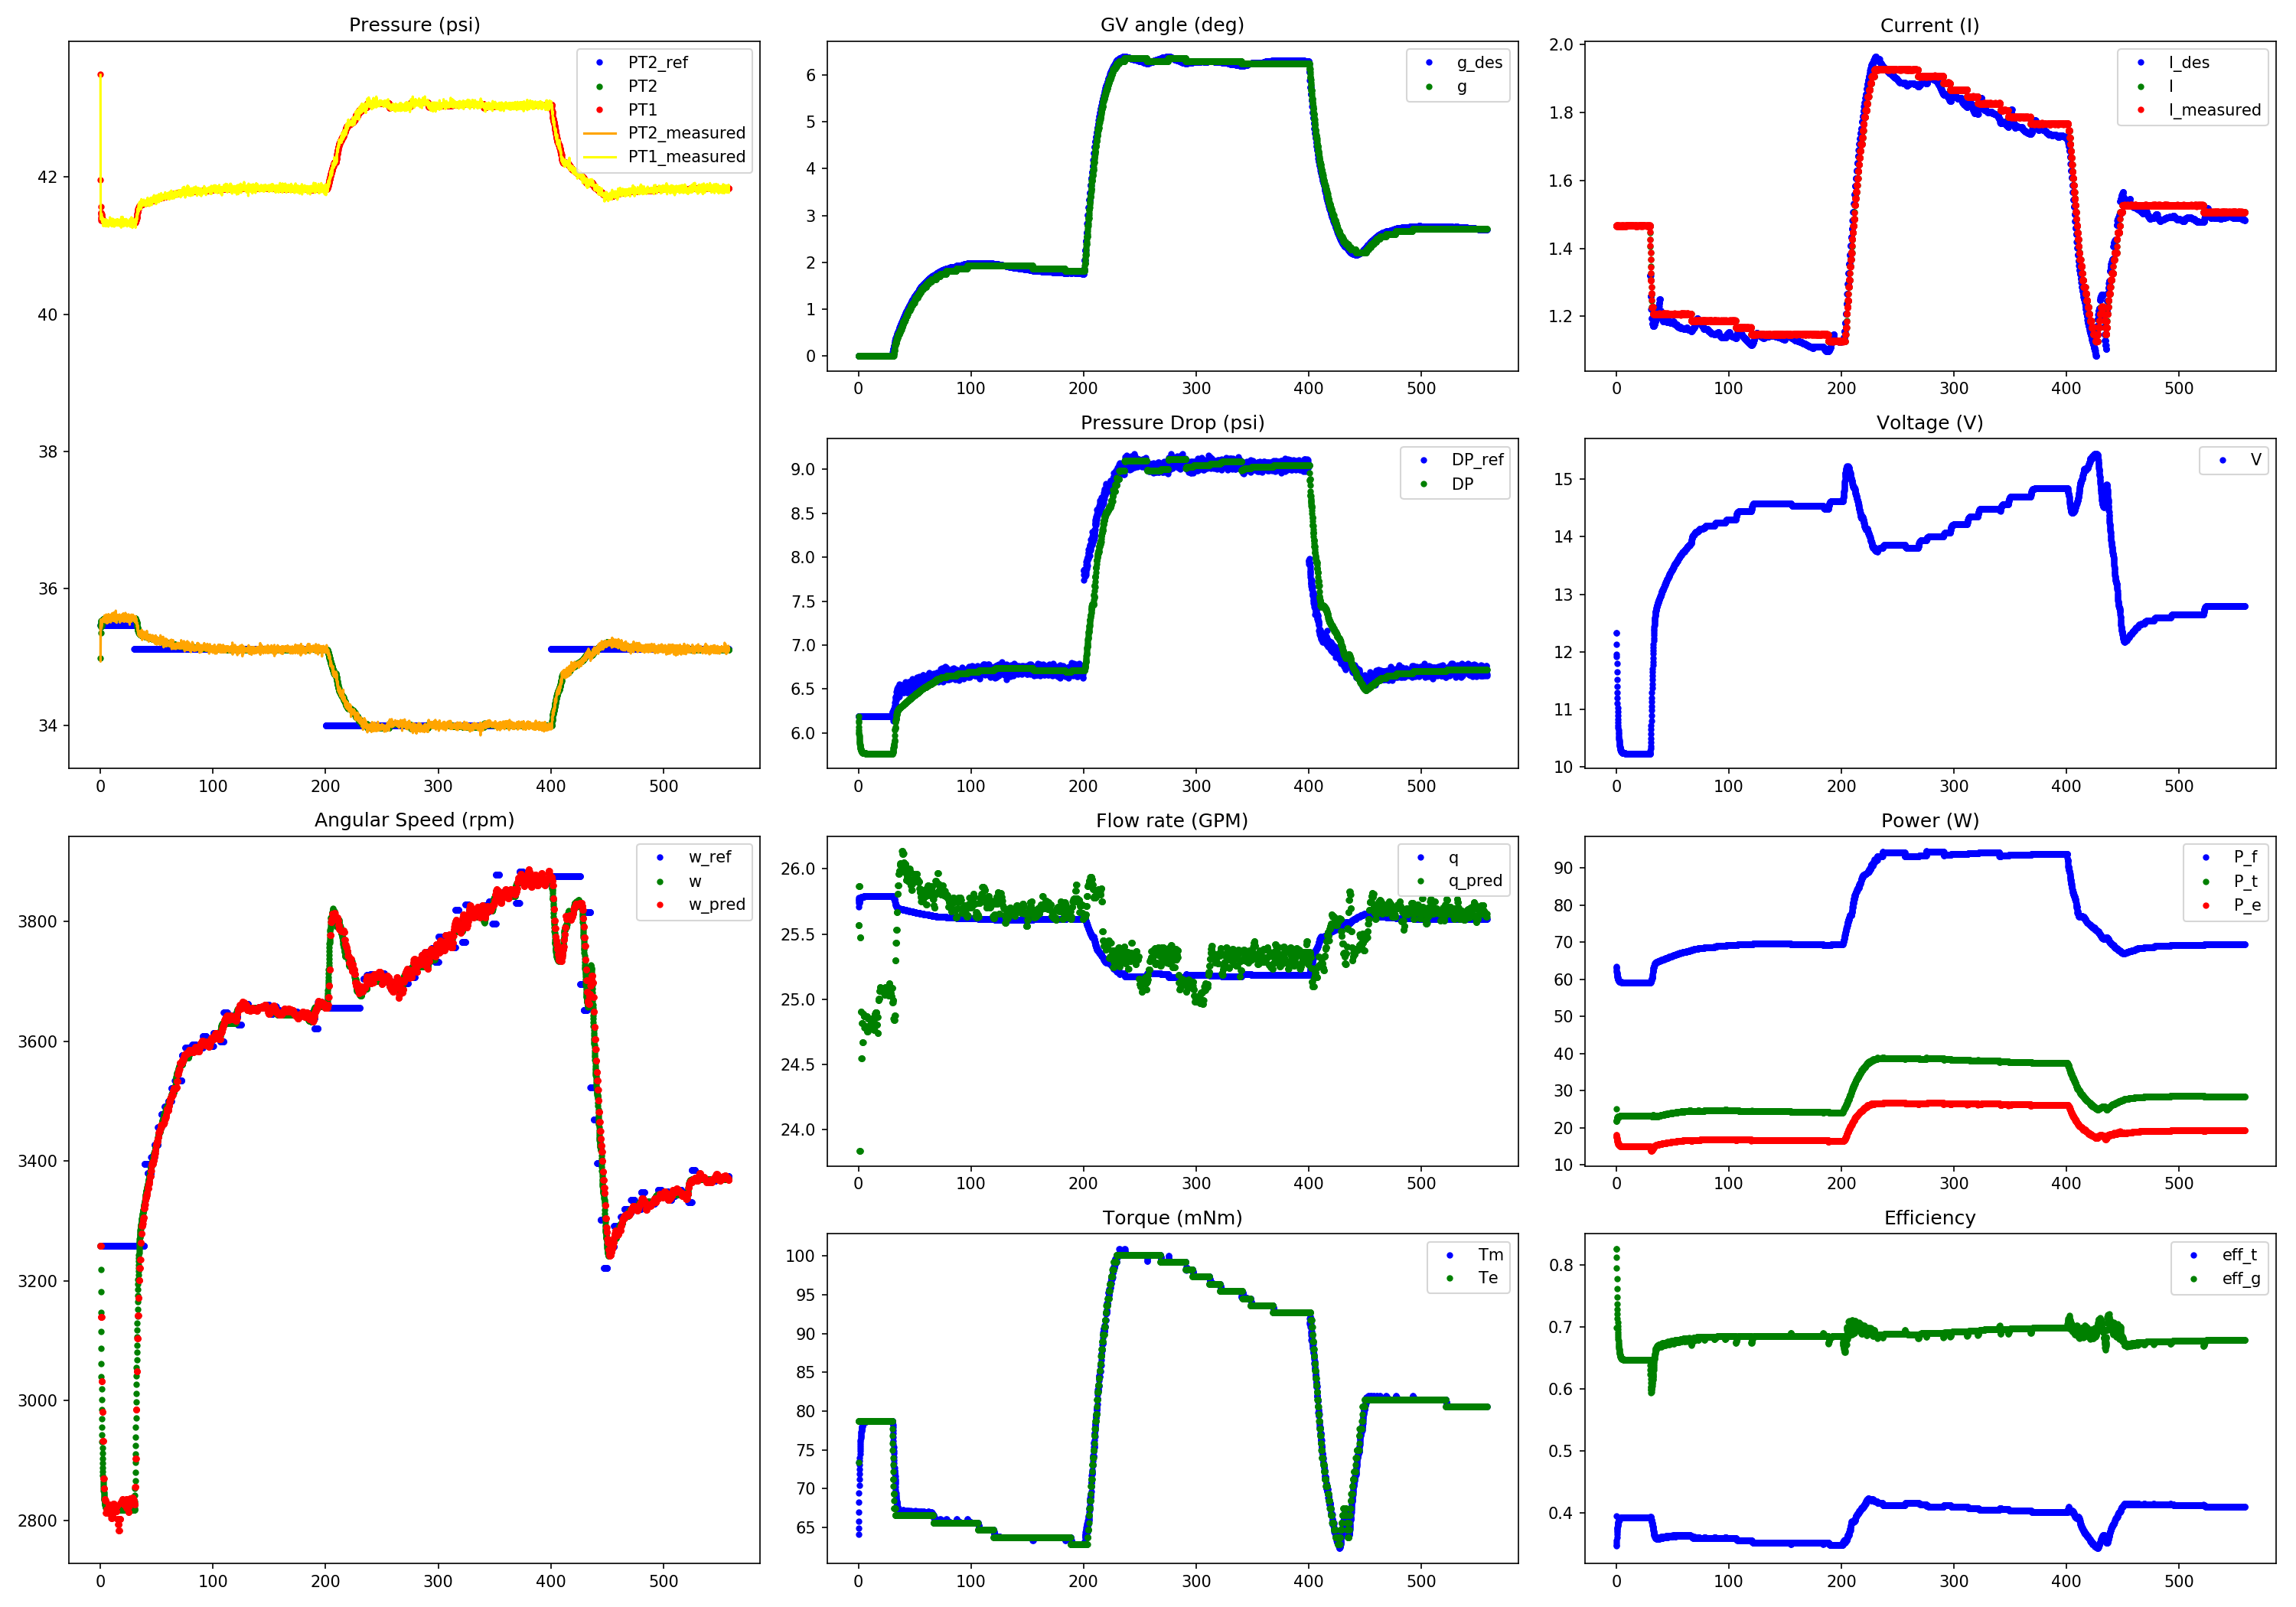 Pressure (psi)
PT2_ref
PT2
PT1
PT2_measured
PT1_measured
42
40
38
36
34
0 100 200 300 400 500
GV angle (deg)
g_des
g
6
5
4
3
2
1
0
0 100 200 300 400 500
Current (I)
I_des
I
I_measured
2.0
1.8
1.6
1.4
1.2
0 100 200 300 400 500
Pressure Drop (psi)
DP_ref
DP
9.0
8.5
8.0
7.5
7.0
6.5
6.0
0 100 200 300 400 500
Voltage (V)
V
15
14
13
12
11
10
0 100 200 300 400 500
Angular Speed (rpm)
w_ref
w
w_pred
3800
3600
3400
3200
3000
2800
0 100 200 300 400 500
Flow rate (GPM)
q
q_pred
26.0
25.5
25.0
24.5
24.0
0 100 200 300 400 500
Power (W)
P_f
P_t
P_e
90
80
70
60
50
40
30
20
10
0 100 200 300 400 500
Torque (mNm)
Tm
Te
100
95
90
85
80
75
70
65
0 100 200 300 400 500
Efficiency
eff_t
eff_g
0.8
0.7
0.6
0.5
0.4
0 100 200 300 400 500